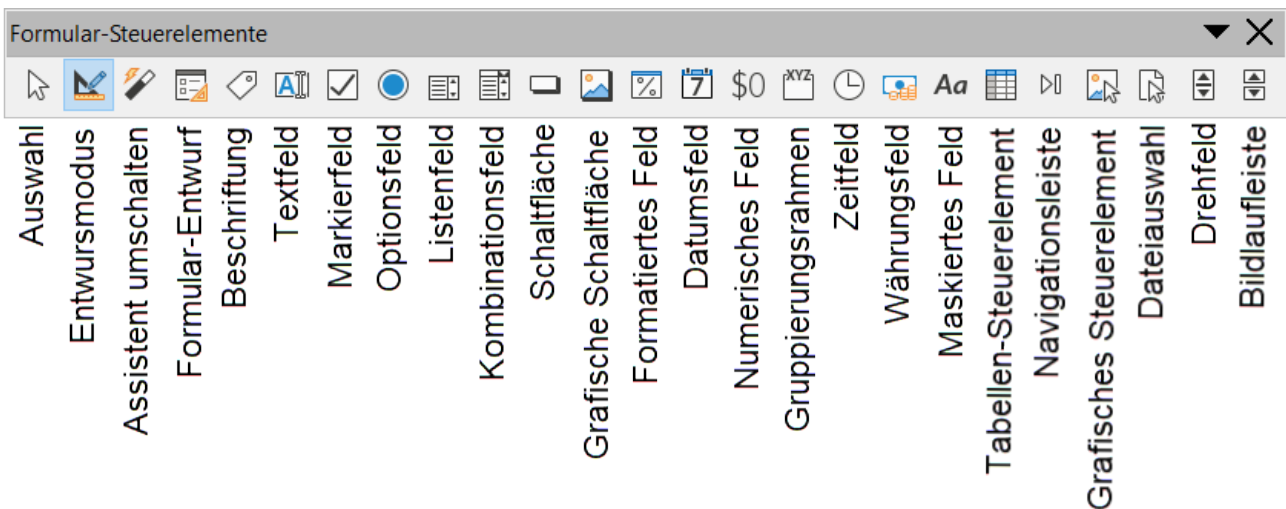 Formular-Steuerelemente
A
7
$0
XYZ
Aa
Auswahl
Entwursmodus
Assistent umschalten
Formular-Entwurf
Beschriftung
Textfeld
Markierfeld
Optionsfeld
Listenfeld
Kombinationsfeld
Schaltfläche
Grafische Schaltfläche
Formatiertes Feld
Datumsfeld
Numerisches Feld
Gruppierungsrahmen
Zeitfeld
Währungsfeld
Maskiertes Feld
Tabellen-Steuerelement
Navigationsleiste
Grafisches Steuerelement
Dateiauswahl
Drehfeld
Bildlaufleiste